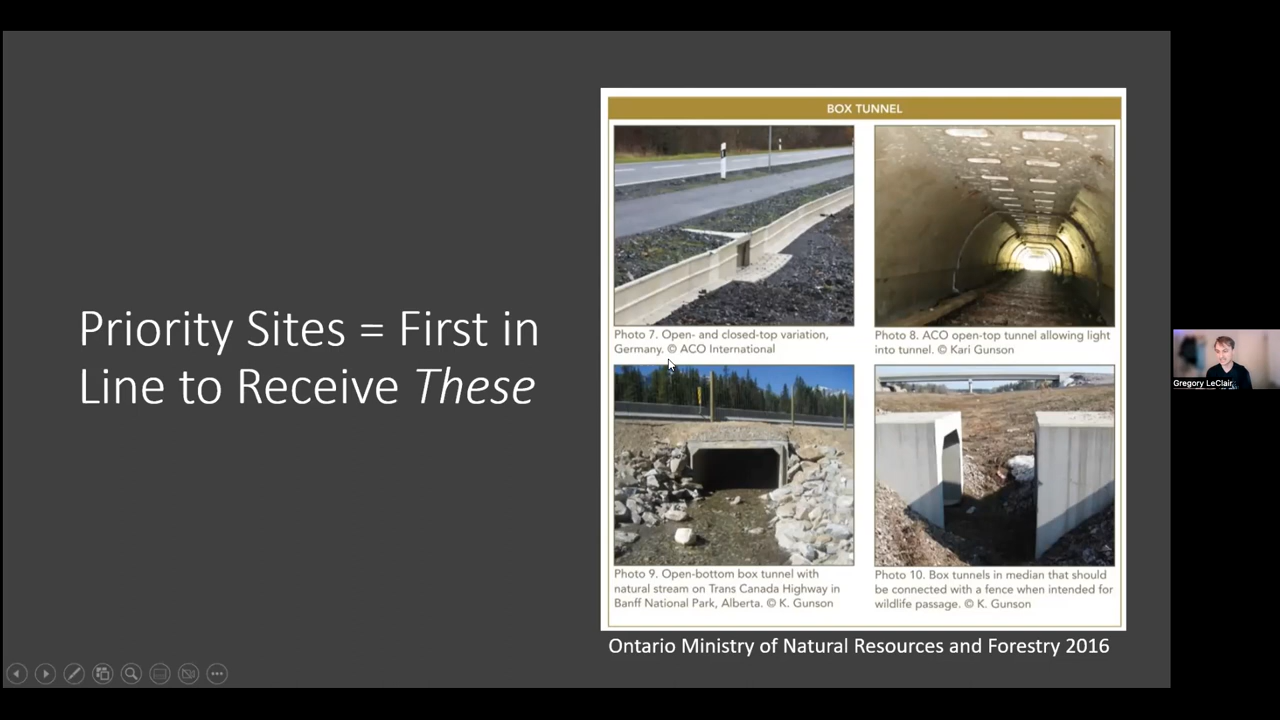 Priority Sites = First in
Line to Receive These
BOX TUNNEL
Photo 7. Open- and closed-top variation,
Germany. © ACO International
Photo 8. ACO open-top tunnel allowing light
into tunnel. © Kari Gunson
Photo 9. Open-bottom box tunnel with
natural stream on Trans Canada Highway in
Banff National Park, Alberta. © K. Gunson
Photo 10. Box tunnels in median that should
be connected with a fence when intended for
wildlife passage. © K. Gunson
Ontario Ministry of Natural Resources and Forestry 2016
Gregory LeClair